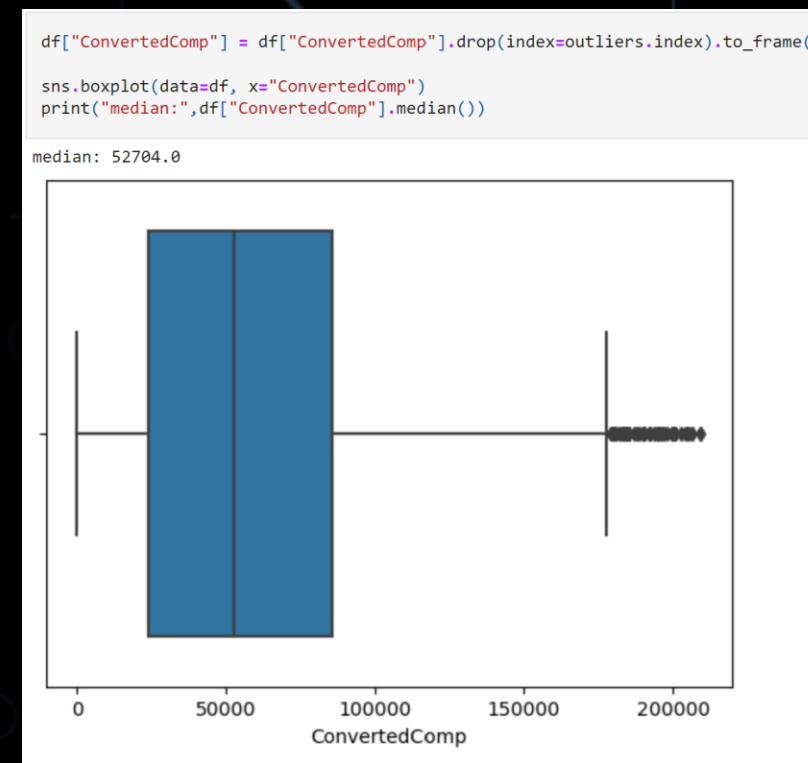 df["ConvertedComp"] = df["ConvertedComp"].drop(index=outliers.index).to_frame(
sns.boxplot(data=df, x="ConvertedComp")
print("median:",df["ConvertedComp"].median())
median: 52704.0
0 50000 100000 150000 200000
ConvertedComp